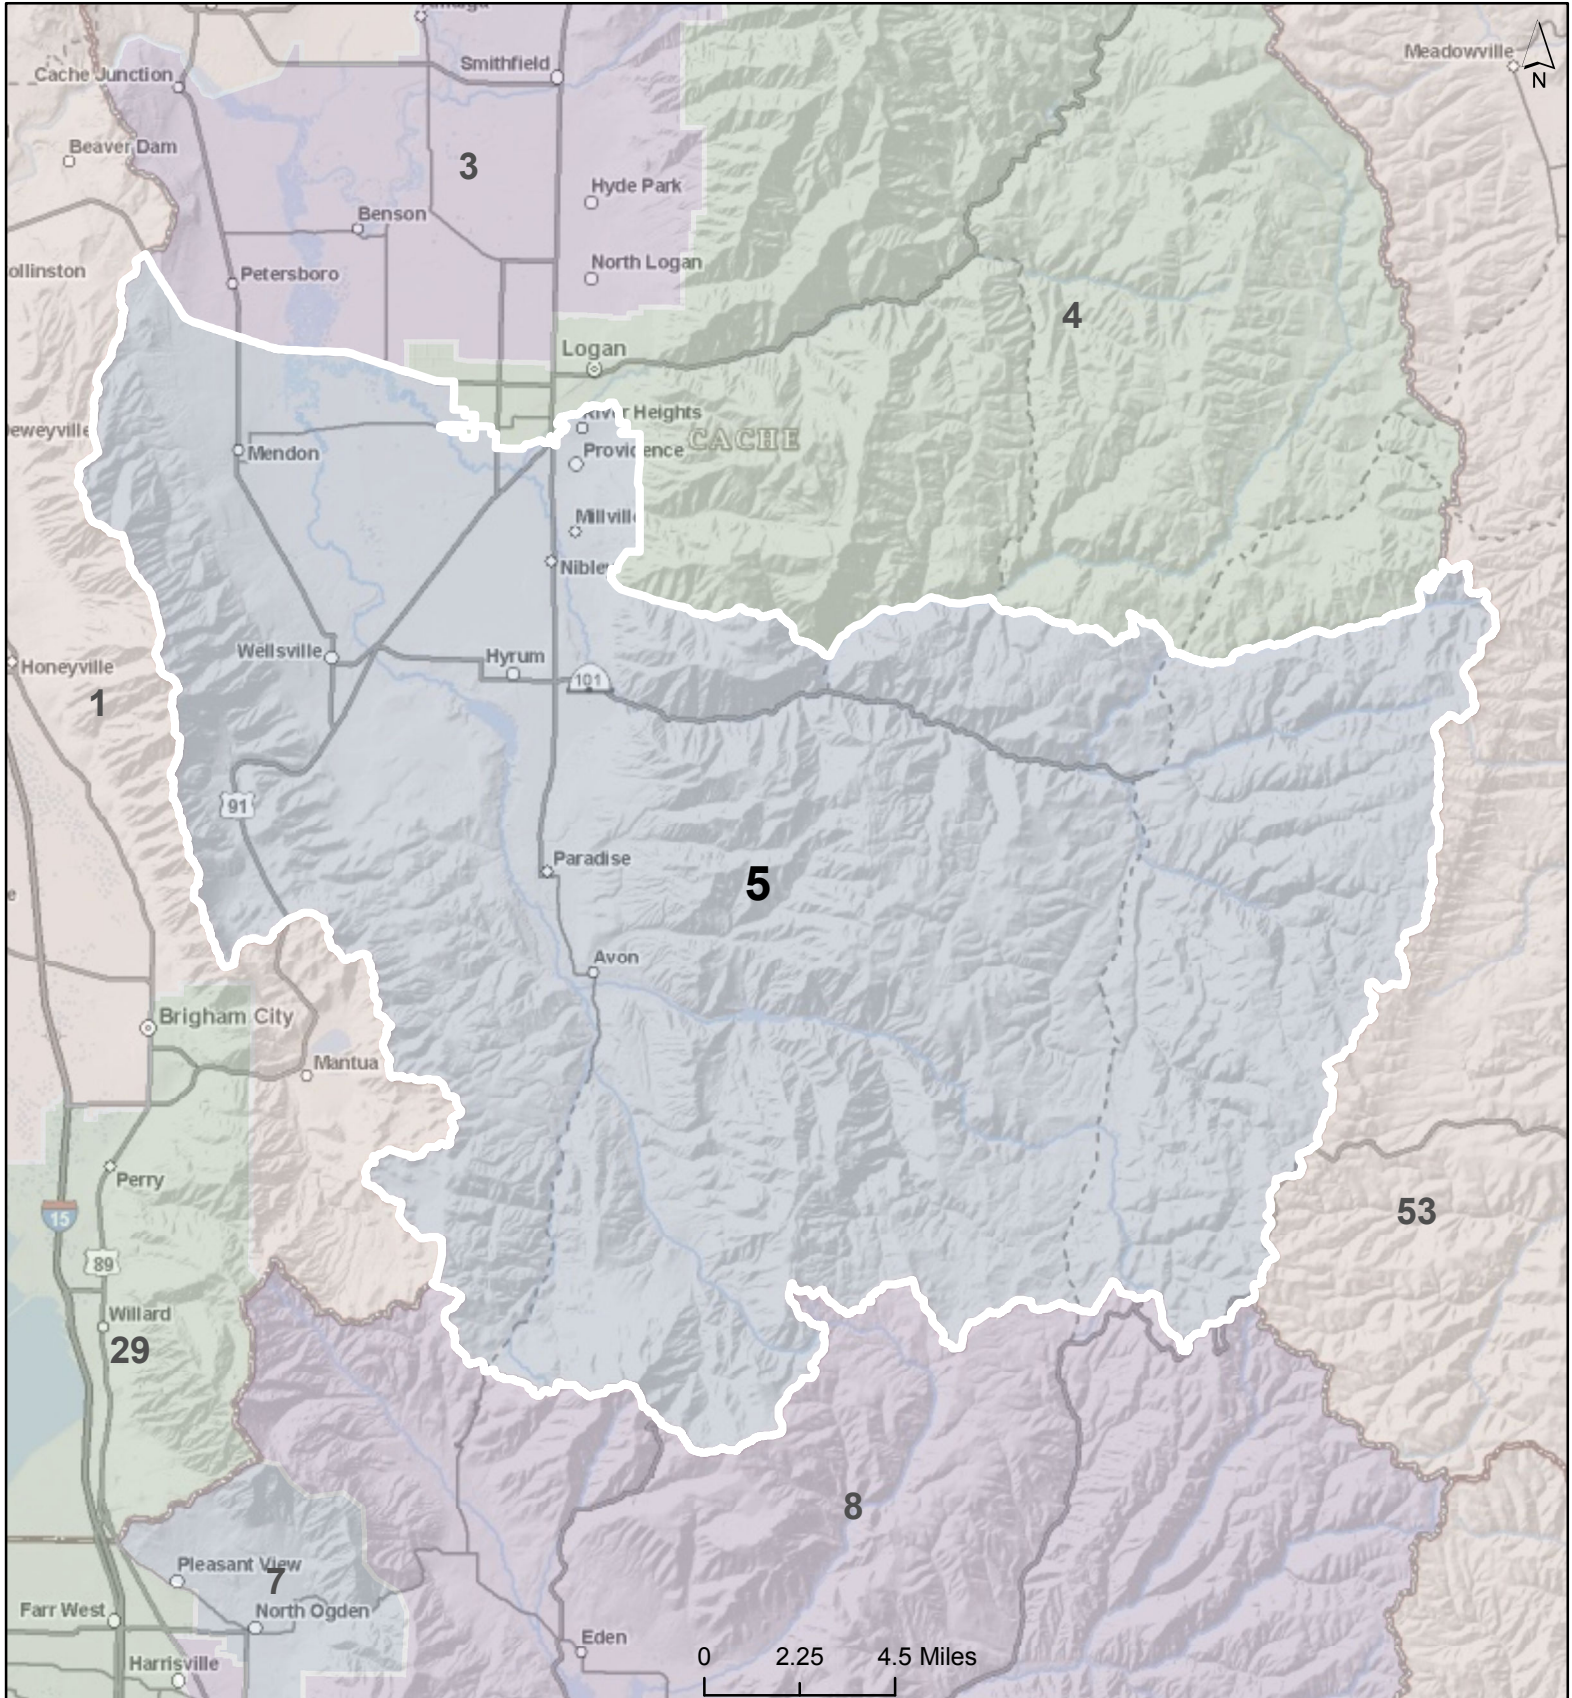 Smithfield
Meadowville
N
Cache Junction
Beaver Dam
3
Hyde Park
Benson
ollinston
Petersboro
North Logan
4
Logan
River Heights
eweyville
CACHE
Mendon
Providence
Millville
Nibley
Wellsville
Hyrum
Honeyville
101
1
91
Paradise
5
e
Avon
Brigham City
Mantua
Perry
53
15
89
Willard
29
8
Pleasant View
7
Farr West
North Ogden
Eden
Harrisville
0 2.25 4.5 Miles